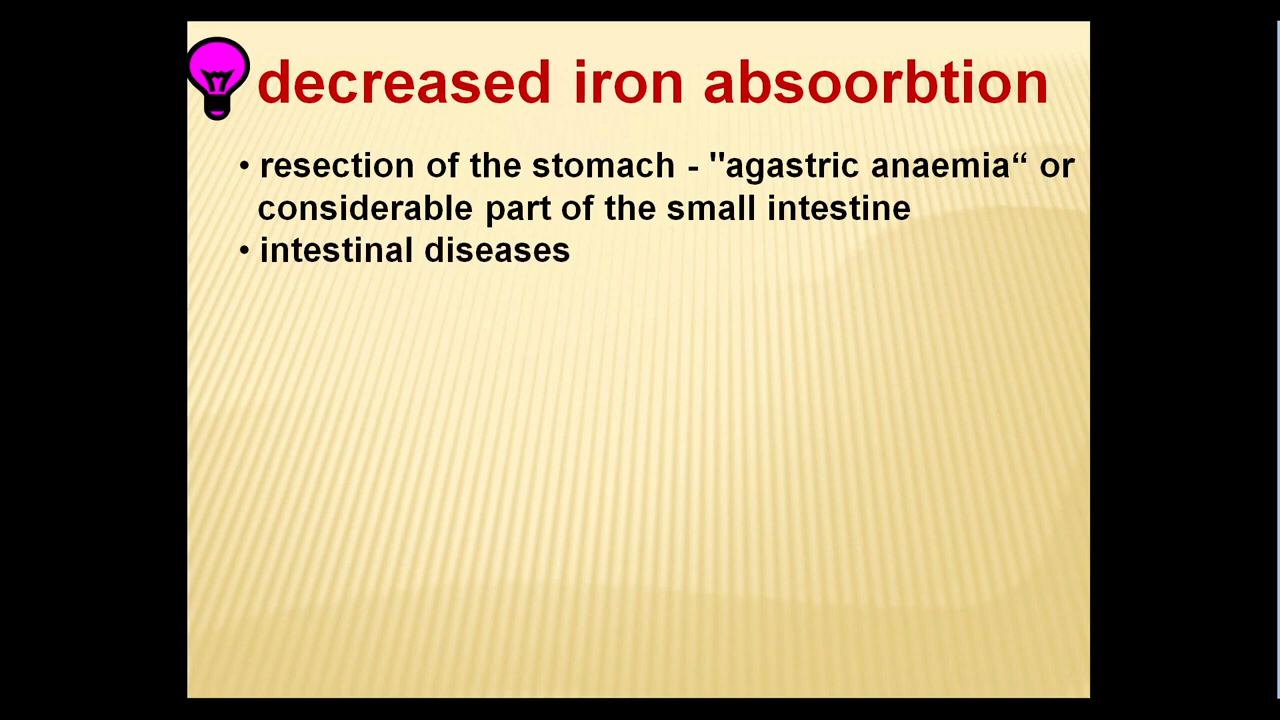 decreased iron absoorbtion
• resection of the stomach - "agastric anaemia“ or
considerable part of the small intestine
• intestinal diseases